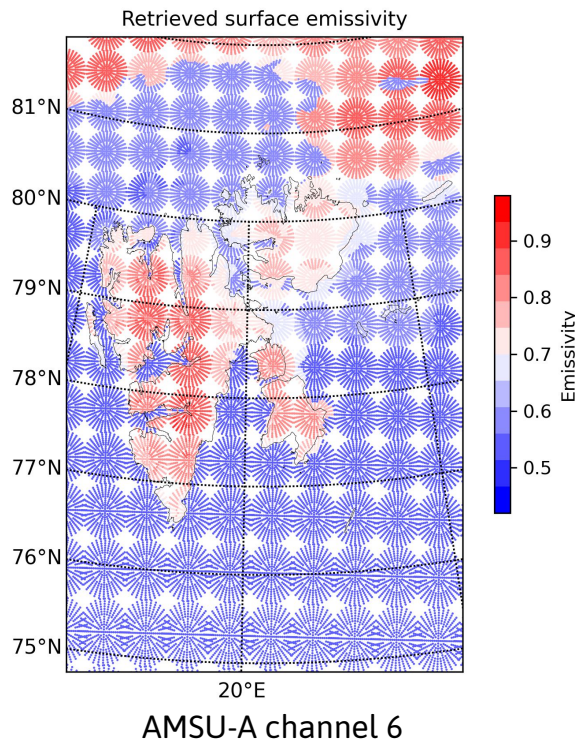 Retrieved surface emissivity
81°N
80°N
79°N
78°N
77°N
76°N
75°N
20°E
0.9
0.8
0.7
0.6
0.5
Emissivity
AMSU-A channel 6